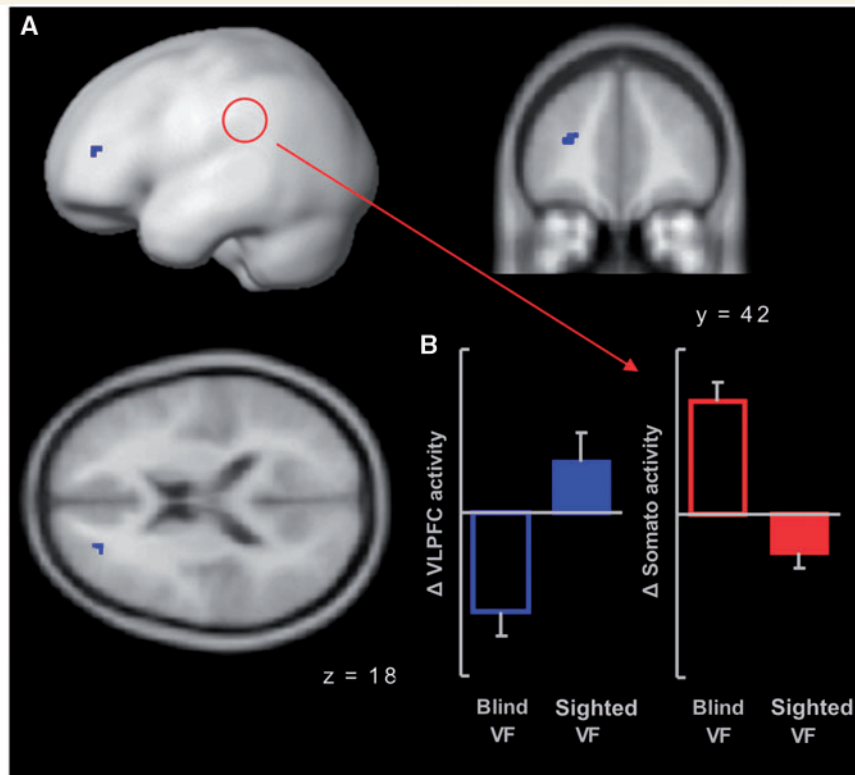 A
y = 42
B
Δ VLPFC activity
Δ Somato activity
z = 18
Blind VF
Sighted VF
Blind VF
Sighted VF